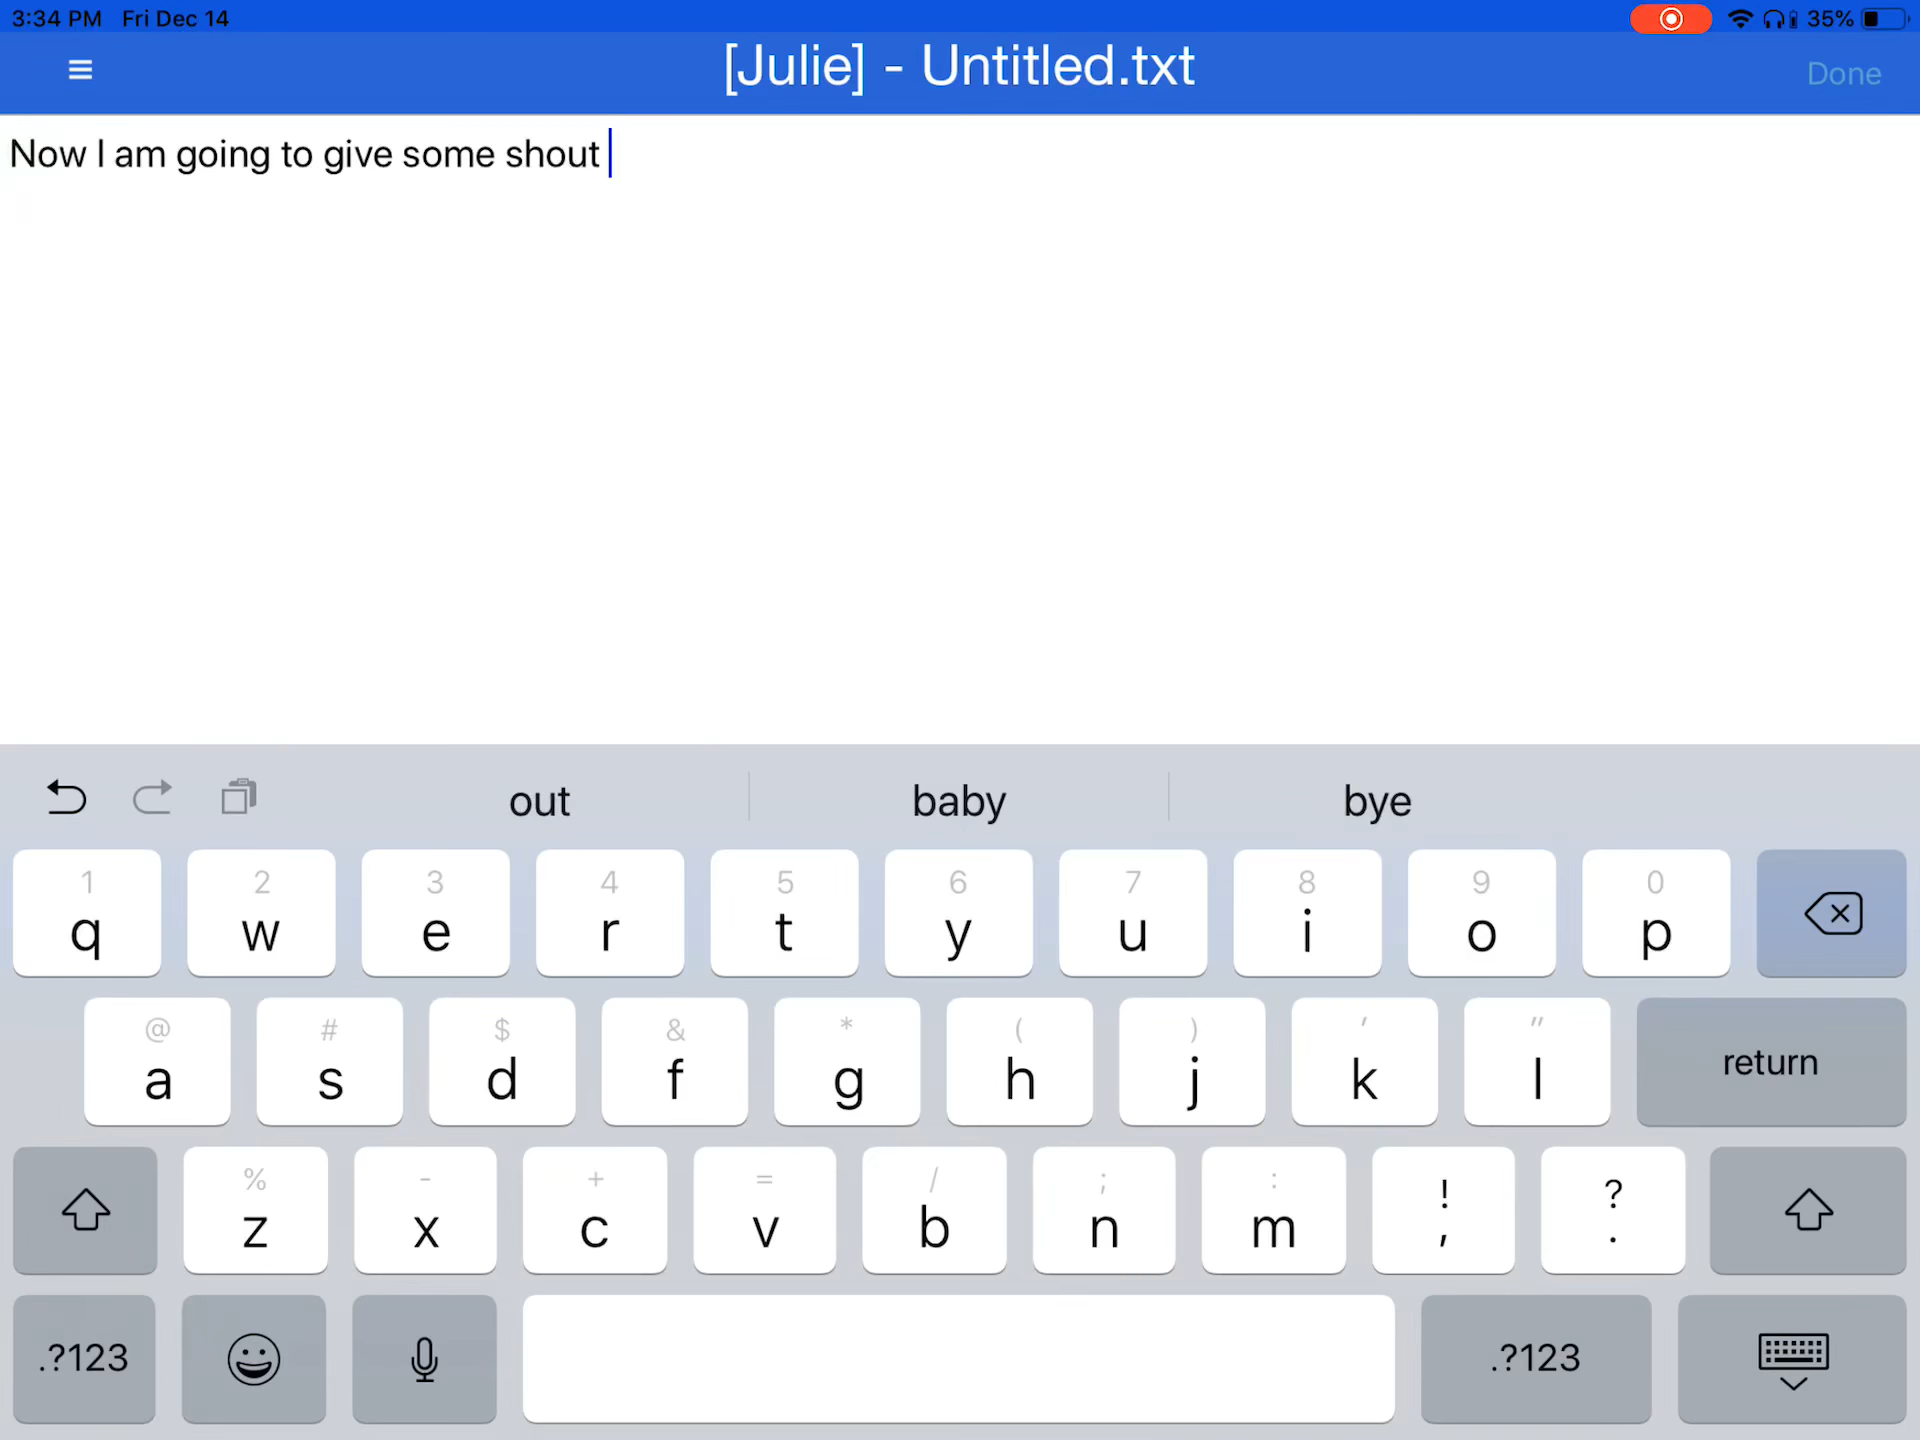 3:34 PM Fri Dec 14 35%
[Julie] - Untitled.txt Done
Now I am going to give some shout
out baby bye
1 2 3 4 5 6 7 8 9 0
q w e r t y u i o p
@ # $ & * ( ) ' "
a s d f g h j k l return
% - + = / ; : ! ?
z x c v b n m , .
.?123 .?123